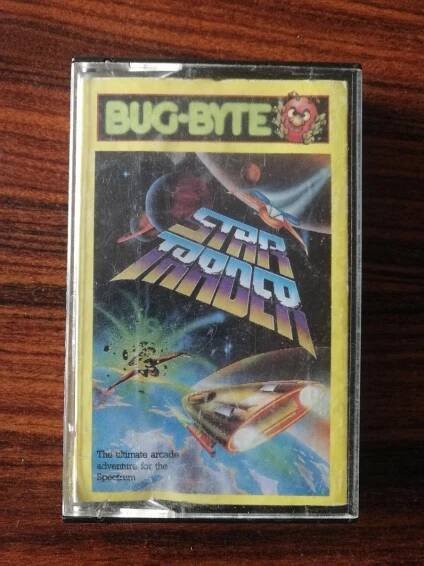 BUG-BYTE
STAR
TRADER
The ultimate arcade
adventure for the
Spectrum